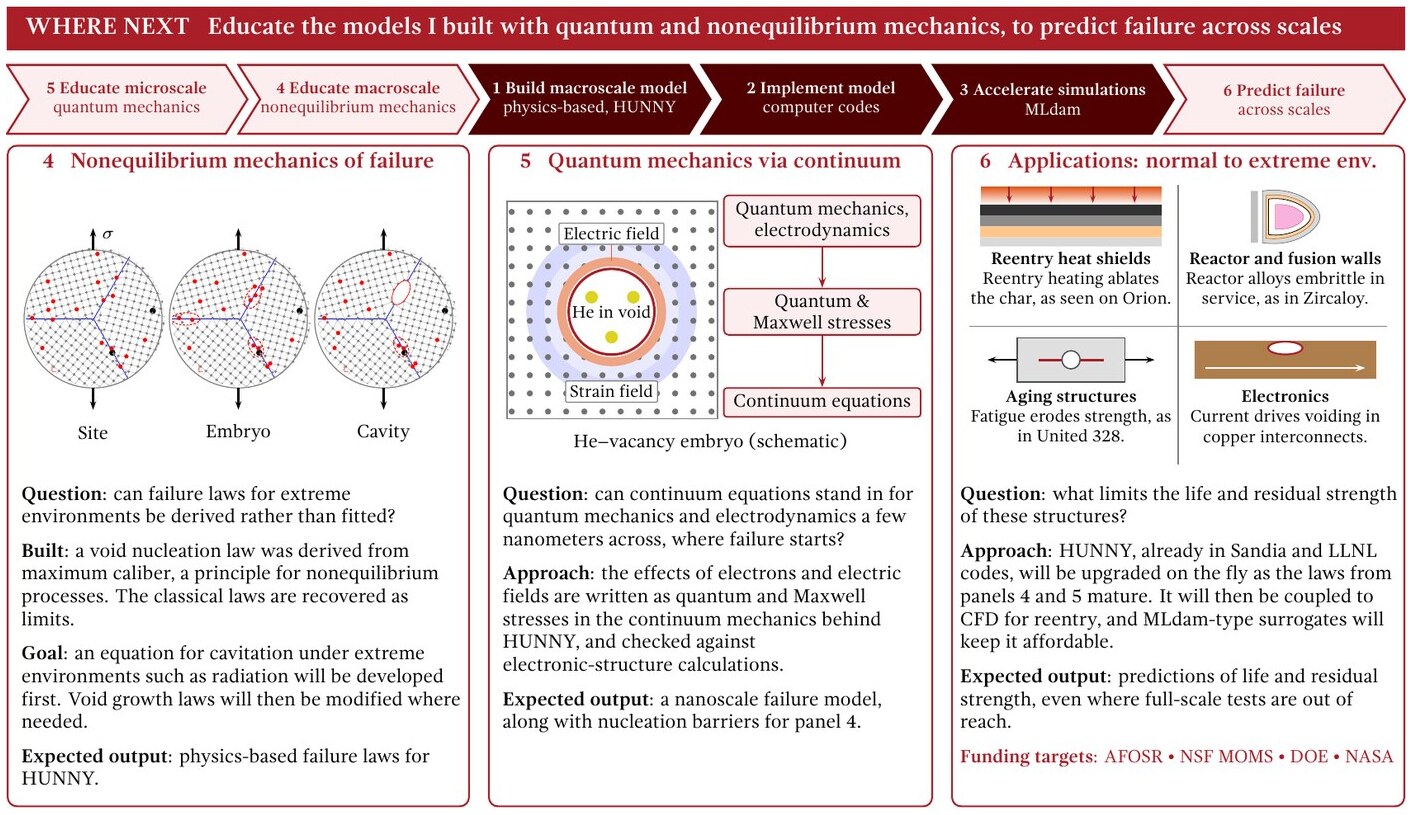 WHERE NEXT Educate the models I built with quantum and nonequilibrium mechanics, to predict failure across scales
5 Educate microscale
quantum mechanics
4 Educate macroscale
nonequilibrium mechanics
1 Build macroscale model
physics-based, HUNNY
2 Implement model
computer codes
3 Accelerate simulations
MLdam
6 Predict failure
across scales
4 Nonequilibrium mechanics of failure
σ
Site
Embryo
Cavity
Question: can failure laws for extreme
environments be derived rather than fitted?
Built: a void nucleation law was derived from
maximum caliber, a principle for nonequilibrium
processes. The classical laws are recovered as
limits.
Goal: an equation for cavitation under extreme
environments such as radiation will be developed
first. Void growth laws will then be modified where
needed.
Expected output: physics-based failure laws for
HUNNY.
5 Quantum mechanics via continuum
Electric field
He in void
Strain field
Quantum mechanics,
electrodynamics
Quantum &
Maxwell stresses
Continuum equations
He–vacancy embryo (schematic)
Question: can continuum equations stand in for
quantum mechanics and electrodynamics a few
nanometers across, where failure starts?
Approach: the effects of electrons and electric
fields are written as quantum and Maxwell
stresses in the continuum mechanics behind
HUNNY, and checked against
electronic-structure calculations.
Expected output: a nanoscale failure model,
along with nucleation barriers for panel 4.
6 Applications: normal to extreme env.
Reentry heat shields
Reentry heating ablates
the char, as seen on Orion.
Reactor and fusion walls
Reactor alloys embrittle in
service, as in Zircaloy.
Aging structures
Fatigue erodes strength, as
in United 328.
Electronics
Current drives voiding in
copper interconnects.
Question: what limits the life and residual strength
of these structures?
Approach: HUNNY, already in Sandia and LLNL
codes, will be upgraded on the fly as the laws from
panels 4 and 5 mature. It will then be coupled to
CFD for reentry, and MLdam-type surrogates will
keep it affordable.
Expected output: predictions of life and residual
strength, even where full-scale tests are out of
reach.
Funding targets: AFOSR • NSF MOMS • DOE • NASA